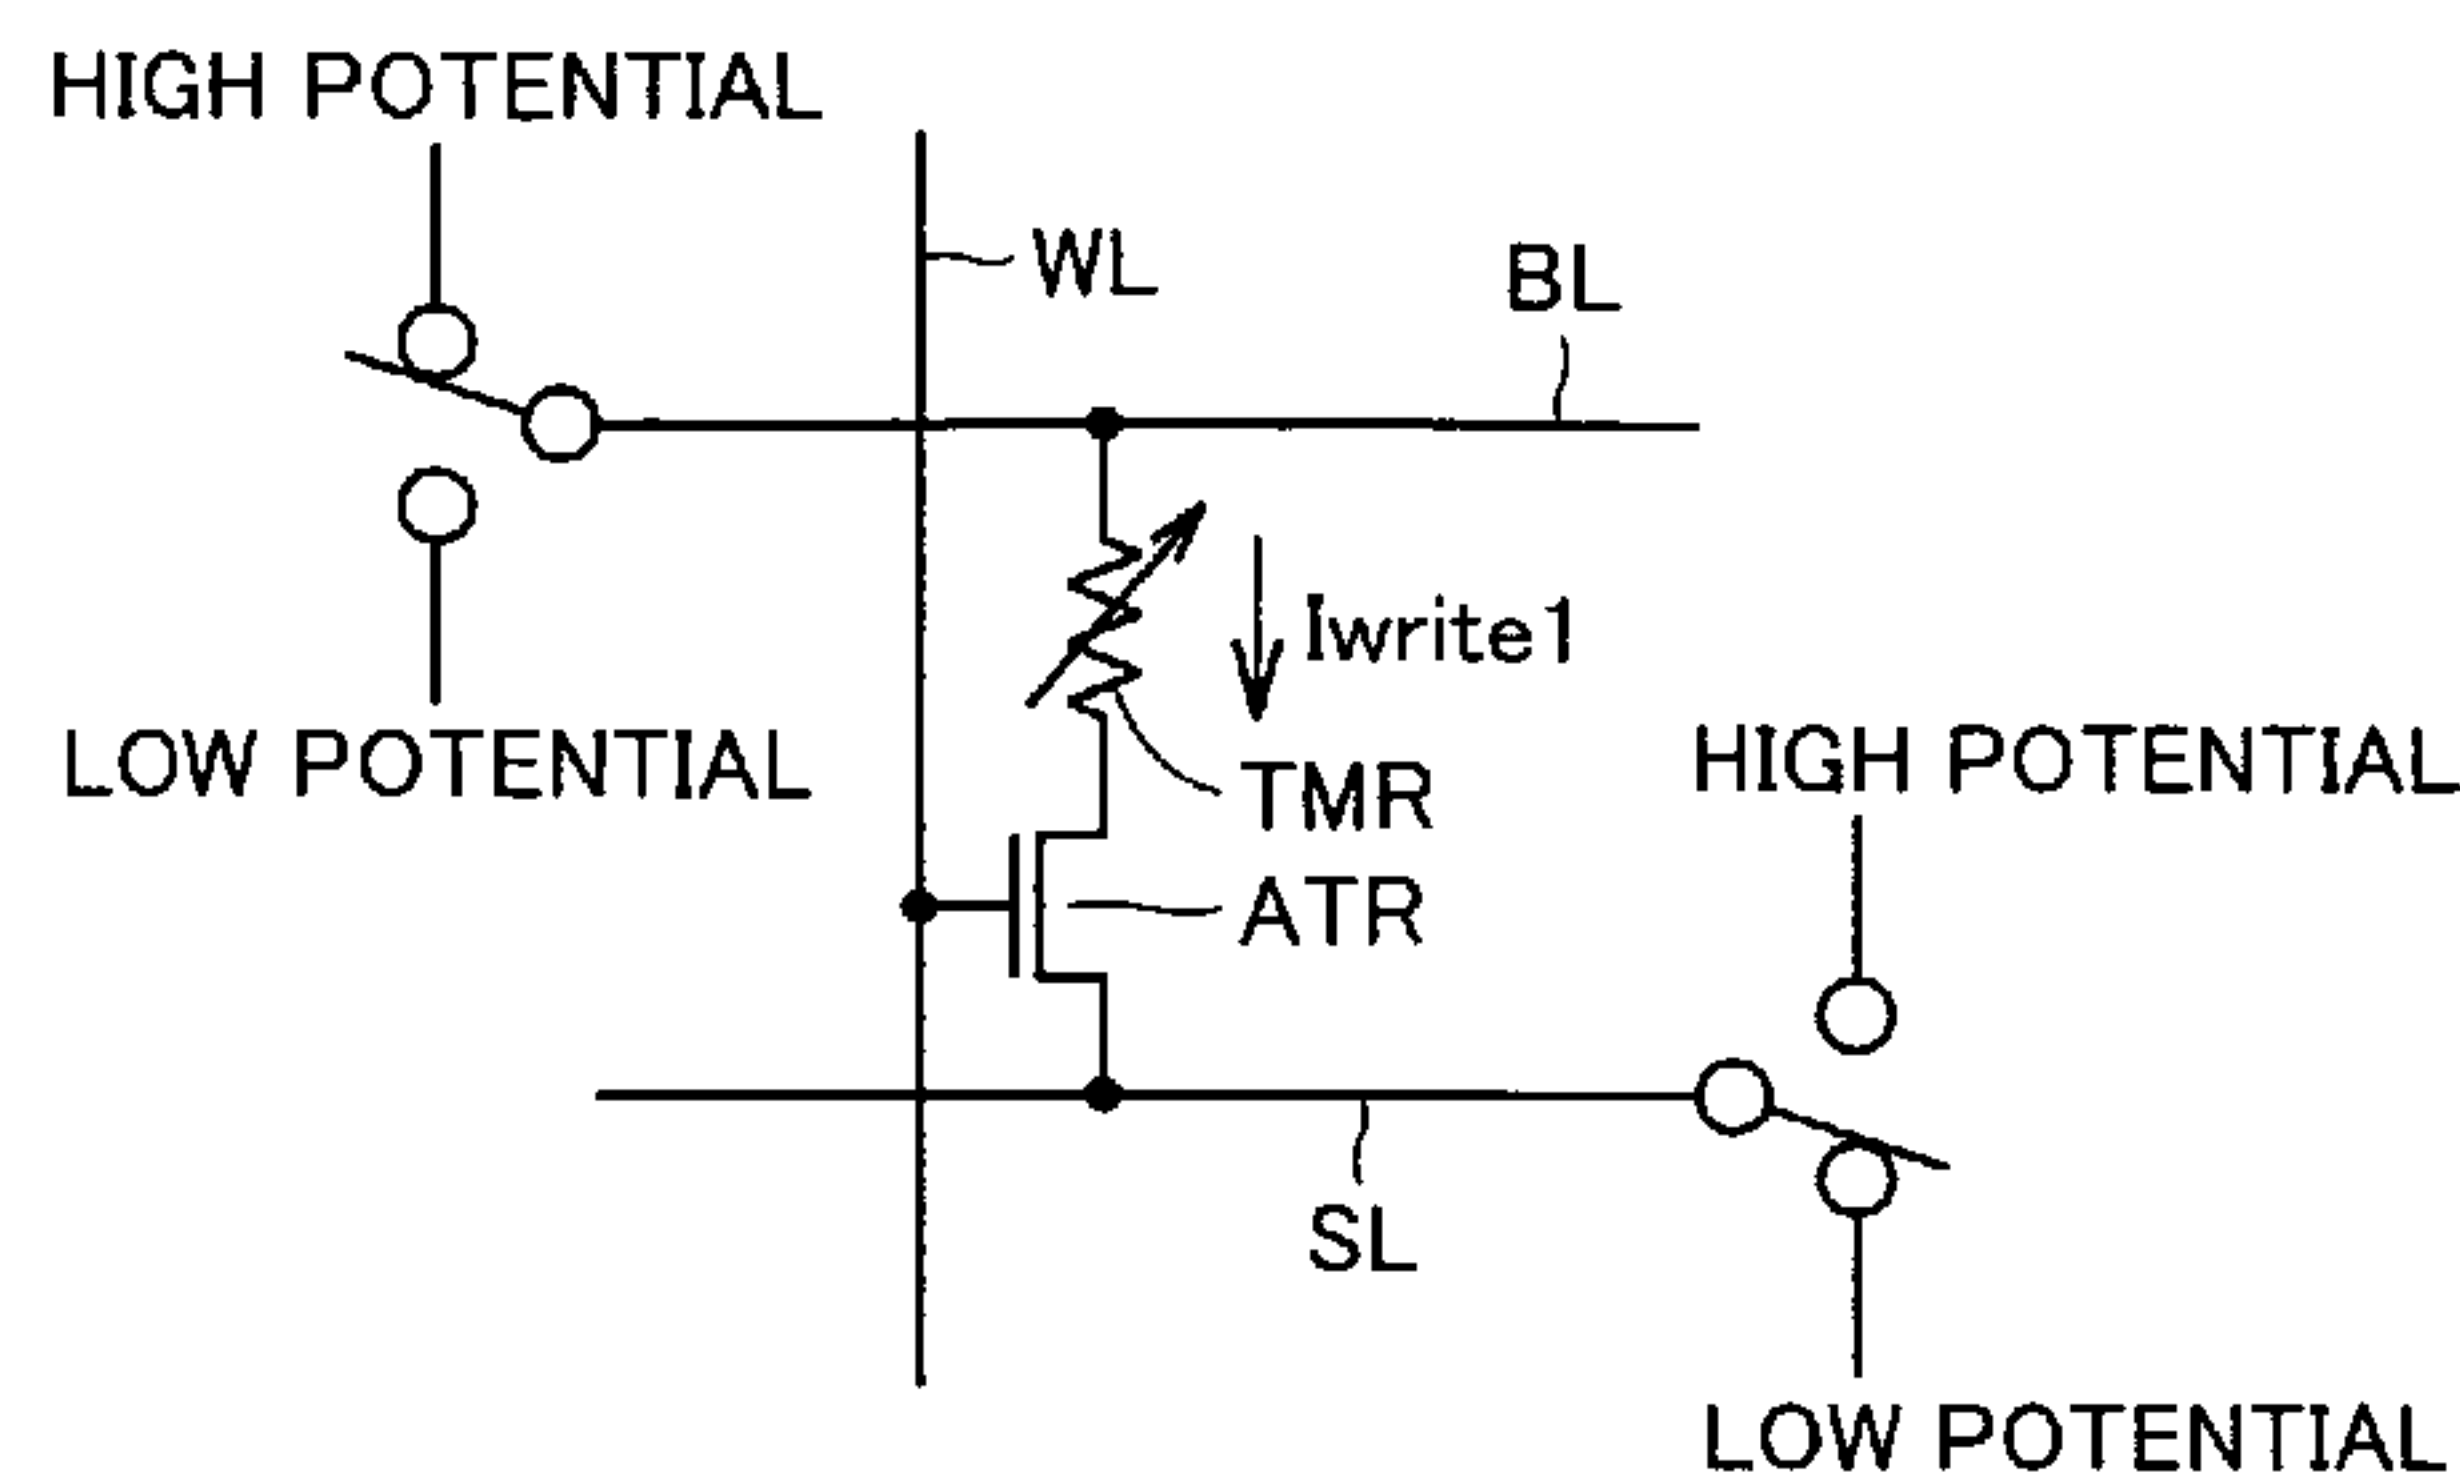 HIGH POTENTIAL
WL
BL
Iwrite1
LOW POTENTIAL
TMR
HIGH POTENTIAL
ATR
SL
LOW POTENTIAL